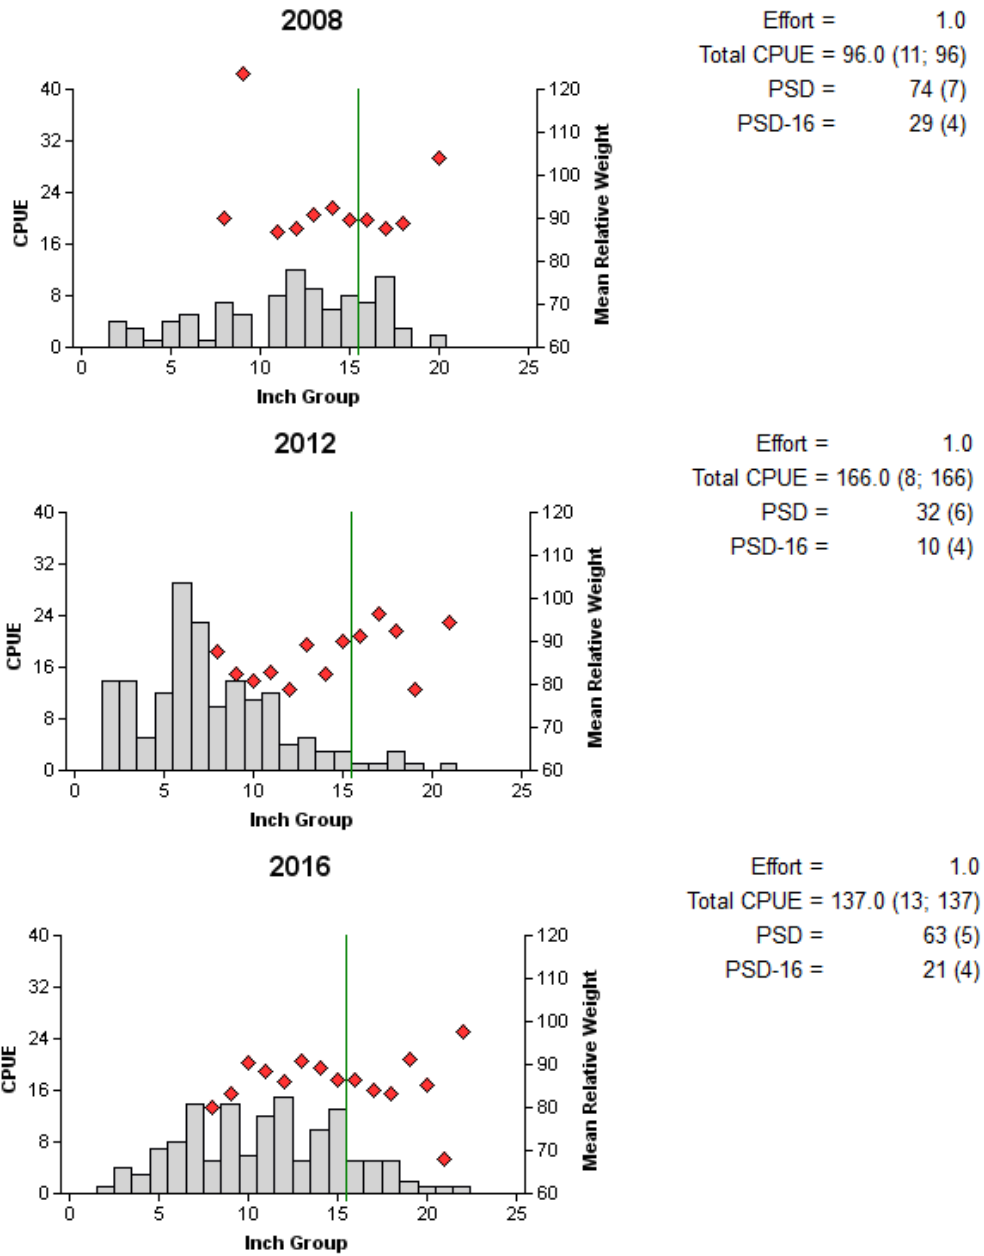 2008
Effort = 1.0
Total CPUE = 96.0 (11; 96)
PSD = 74 (7)
PSD-16 = 29 (4)
40
32
24
16
8
0
CPUE
120
110
100
90
80
70
60
Mean Relative Weight
0 5 10 15 20 25
Inch Group
2012
Effort = 1.0
Total CPUE = 166.0 (8; 166)
PSD = 32 (6)
PSD-16 = 10 (4)
40
32
24
16
8
0
CPUE
120
110
100
90
80
70
60
Mean Relative Weight
0 5 10 15 20 25
Inch Group
2016
Effort = 1.0
Total CPUE = 137.0 (13; 137)
PSD = 63 (5)
PSD-16 = 21 (4)
40
32
24
16
8
0
CPUE
120
110
100
90
80
70
60
Mean Relative Weight
0 5 10 15 20 25
Inch Group